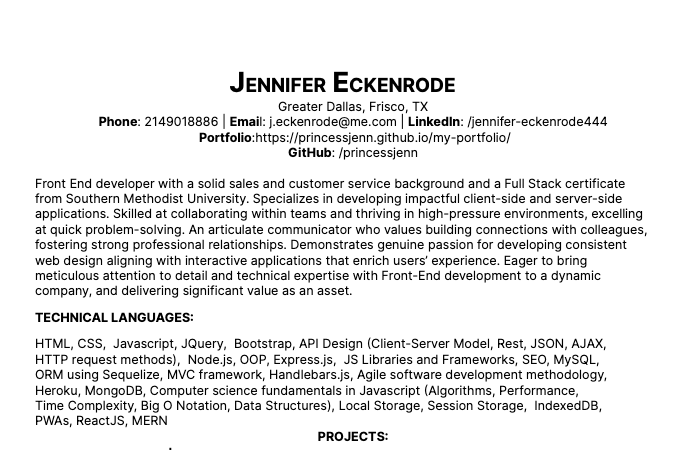 JENNIFER ECKENRODE
Greater Dallas, Frisco, TX
Phone: 2149018886 | Email: j.eckenrode@me.com | LinkedIn: /jennifer-eckenrode444
Portfolio:https://princessjenn.github.io/my-portfolio/
GitHub: /princessjenn
Front End developer with a solid sales and customer service background and a Full Stack certificate
from Southern Methodist University. Specializes in developing impactful client-side and server-side
applications. Skilled at collaborating within teams and thriving in high-pressure environments, excelling
at quick problem-solving. An articulate communicator who values building connections with colleagues,
fostering strong professional relationships. Demonstrates genuine passion for developing consistent
web design aligning with interactive applications that enrich users’ experience. Eager to bring
meticulous attention to detail and technical expertise with Front-End development to a dynamic
company, and delivering significant value as an asset.
TECHNICAL LANGUAGES:
HTML, CSS, Javascript, JQuery, Bootstrap, API Design (Client-Server Model, Rest, JSON, AJAX,
HTTP request methods), Node.js, OOP, Express.js, JS Libraries and Frameworks, SEO, MySQL,
ORM using Sequelize, MVC framework, Handlebars.js, Agile software development methodology,
Heroku, MongoDB, Computer science fundamentals in Javascript (Algorithms, Performance,
Time Complexity, Big O Notation, Data Structures), Local Storage, Session Storage, IndexedDB,
PWAs, ReactJS, MERN
PROJECTS: